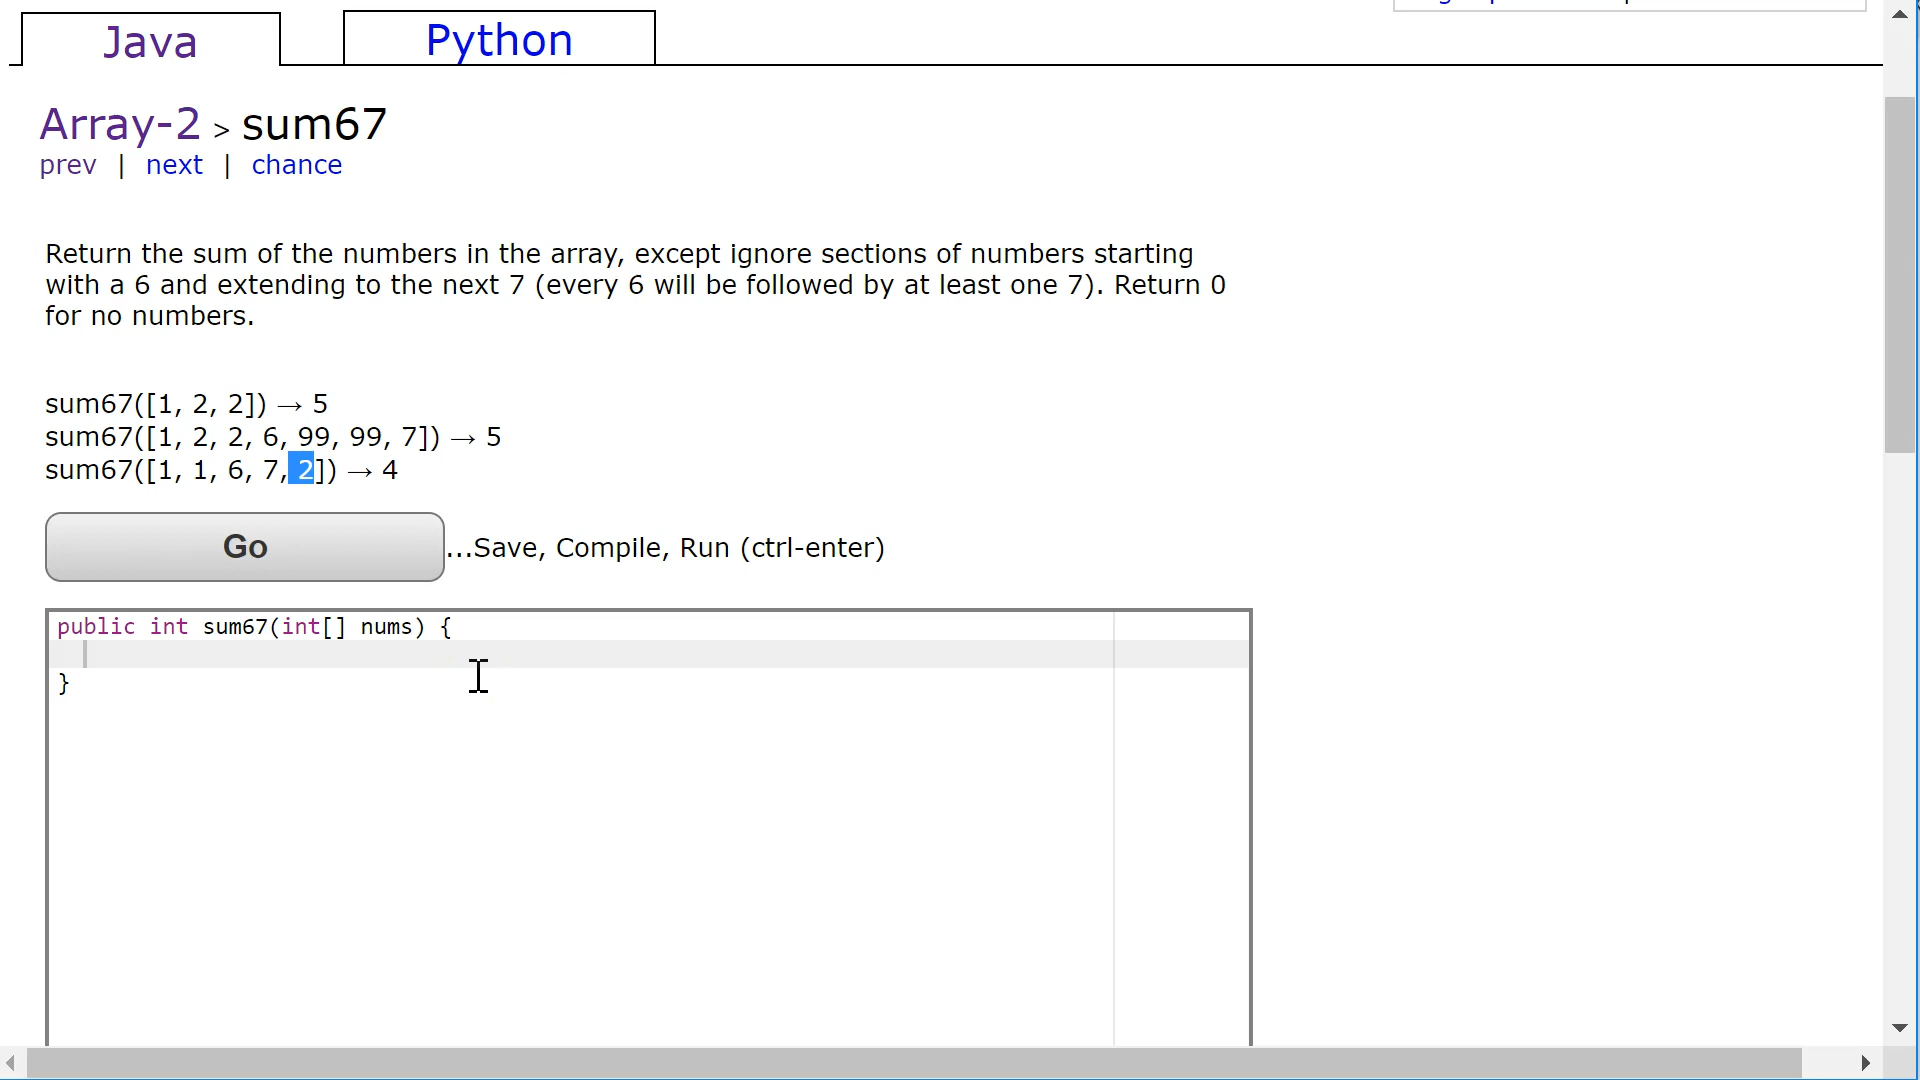 Java
Python
Array-2 > sum67
prev | next | chance
Return the sum of the numbers in the array, except ignore sections of numbers starting
with a 6 and extending to the next 7 (every 6 will be followed by at least one 7). Return 0
for no numbers.
sum67([1, 2, 2]) → 5
sum67([1, 2, 2, 6, 99, 99, 7]) → 5
sum67([1, 1, 6, 7, 2]) → 4
Go ...Save, Compile, Run (ctrl-enter)
public int sum67(int[] nums) {
}